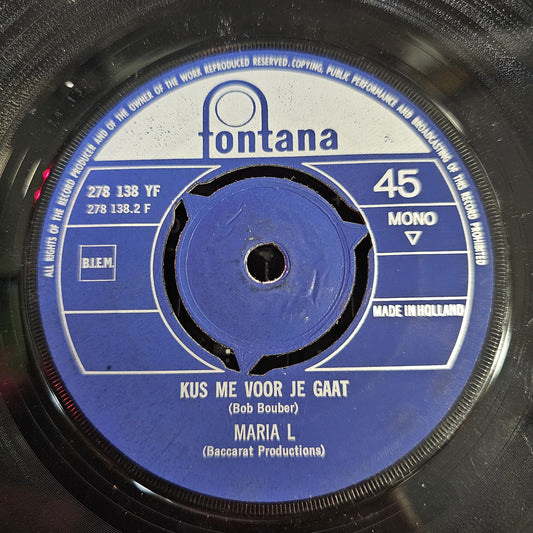 ALL RIGHTS OF THE RECORD PRODUCER AND OF THE OWNER OF THE WORK REPRODUCED RESERVED. COPYING, PUBLIC PERFORMANCE AND BROADCASTING OF THIS RECORD PROHIBITED
fontana
278 138 YF
278 138.2 F
45
MONO
B.I.E.M.
MADE IN HOLLAND
KUS ME VOOR JE GAAT
(Bob Bouber)
MARIA L
(Baccarat Productions)